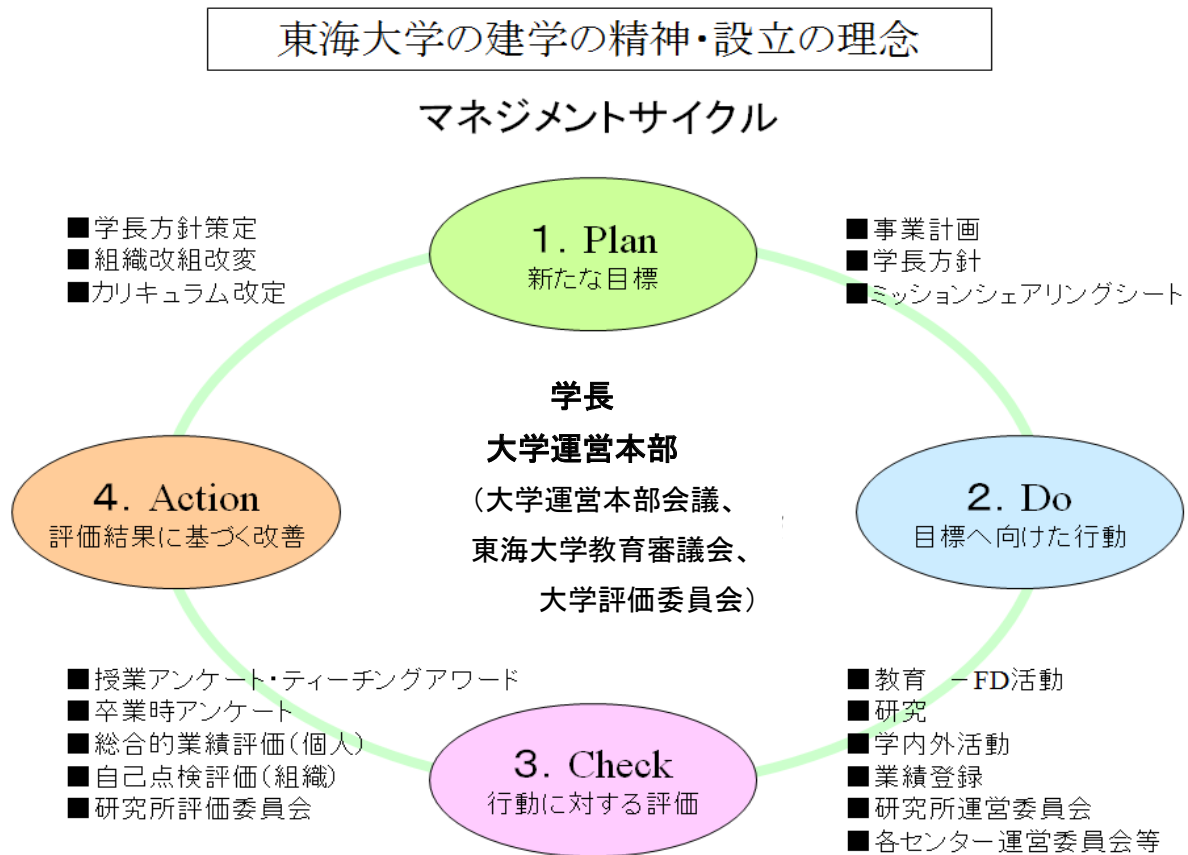 東海大学の建学の精神・設立の理念
マネジメントサイクル
■学長方針策定
■組織改組改変
■カリキュラム改定
1. Plan
新たな目標
■事業計画
■学長方針
■ミッションシェアリングシート
学長
大学運営本部
(大学運営本部会議、
東海大学教育審議会、
大学評価委員会)
4. Action
評価結果に基づく改善
2. Do
目標へ向けた行動
■授業アンケート・ティーチングアワード
■卒業時アンケート
■総合的業績評価(個人)
■自己点検評価(組織)
■研究所評価委員会
3. Check
行動に対する評価
■教育 －FD活動
■研究
■学内外活動
■業績登録
■研究所運営委員会
■各センター運営委員会等